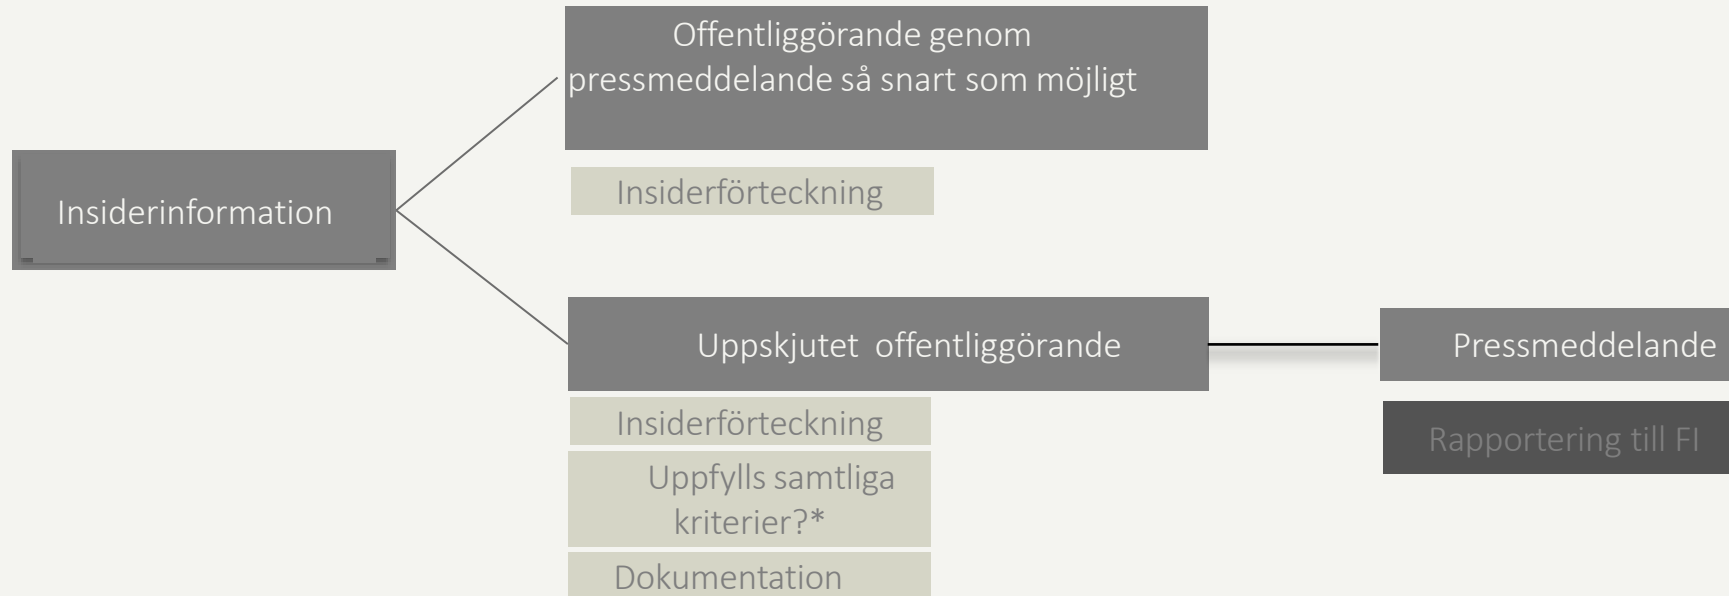 Offentliggörande genom
pressmeddelande så snart som möjligt
Insiderförteckning
Insiderinformation
Uppskjutet offentliggörande
Pressmeddelande
Insiderförteckning
Rapportering till FI
Uppfylls samtliga
kriterier?*
Dokumentation